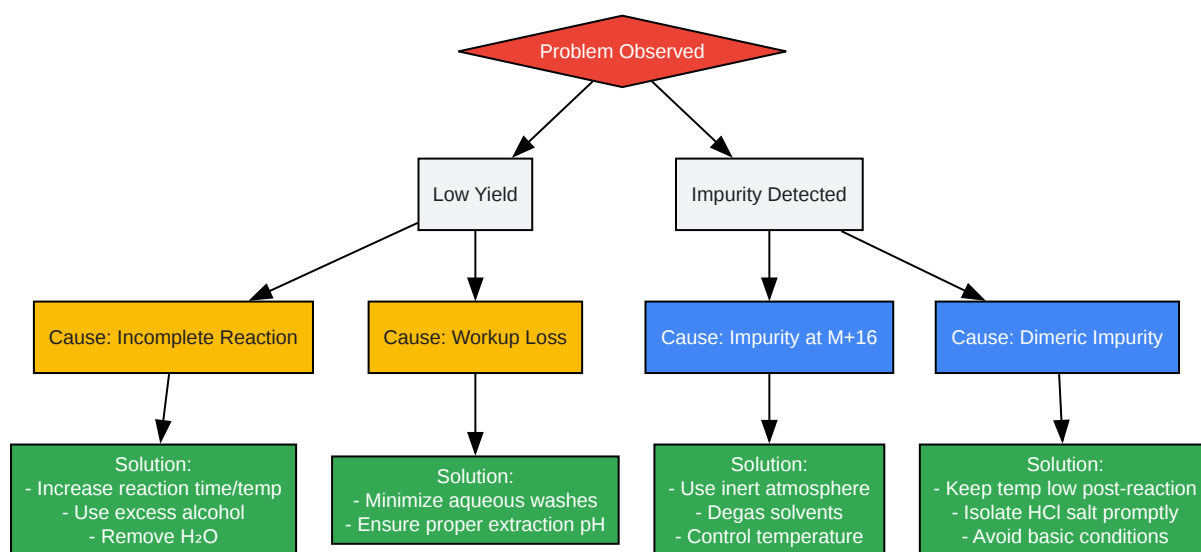 Problem Observed
Low Yield
Impurity Detected
Cause: Incomplete Reaction
Cause: Workup Loss
Cause: Impurity at M+16
Cause: Dimeric Impurity
Solution:
- Increase reaction time/temp
- Use excess alcohol
- Remove H₂O
Solution:
- Minimize aqueous washes
- Ensure proper extraction pH
Solution:
- Use inert atmosphere
- Degas solvents
- Control temperature
Solution:
- Keep temp low post-reaction
- Isolate HCl salt promptly
- Avoid basic conditions